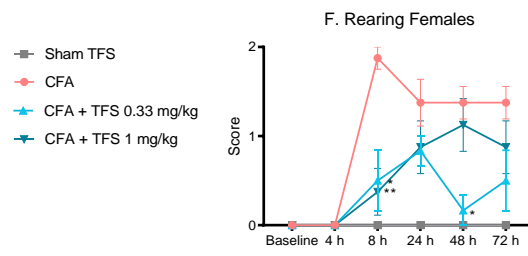 F. Rearing Females
Sham TFS
CFA
CFA + TFS 0.33 mg/kg
CFA + TFS 1 mg/kg
Score
2
1
0
*
**
*
Baseline 4 h 8 h 24 h 48 h 72 h